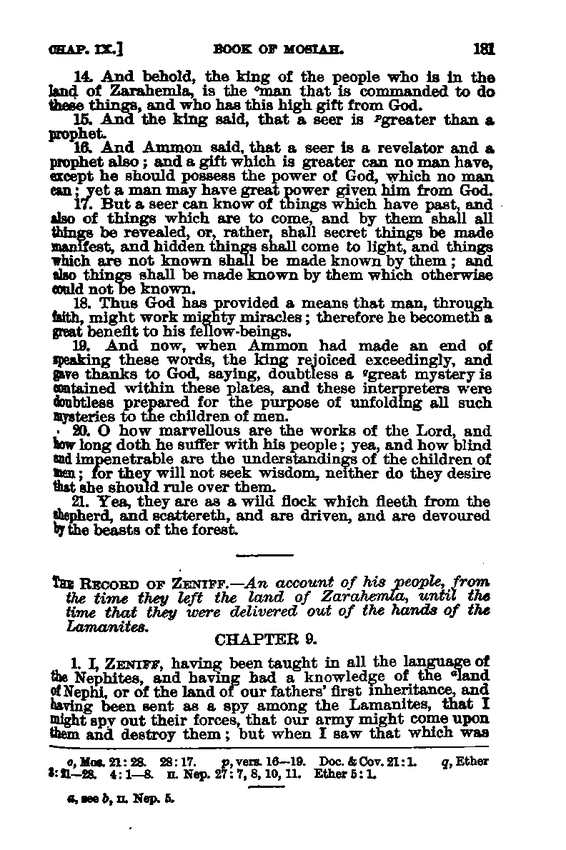 CHAP. IX.] BOOK OF MOSIAH. 181
14. And behold, the king of the people who is in the
land of Zarahemla, is the ᵒman that is commanded to do
these things, and who has this high gift from God.
15. And the king said, that a seer is ᵖgreater than a
prophet.
16. And Ammon said, that a seer is a revelator and a
prophet also; and a gift which is greater can no man have,
except he should possess the power of God, which no man
can; yet a man may have great power given him from God.
17. But a seer can know of things which have past, and
also of things which are to come, and by them shall all
things be revealed, or, rather, shall secret things be made
manifest, and hidden things shall come to light, and things
which are not known shall be made known by them; and
also things shall be made known by them which otherwise
could not be known.
18. Thus God has provided a means that man, through
faith, might work mighty miracles; therefore he becometh a
great benefit to his fellow-beings.
19. And now, when Ammon had made an end of
speaking these words, the king rejoiced exceedingly, and
gave thanks to God, saying, doubtless a ᑫgreat mystery is
contained within these plates, and these interpreters were
doubtless prepared for the purpose of unfolding all such
mysteries to the children of men.
20. O how marvellous are the works of the Lord, and
how long doth he suffer with his people; yea, and how blind
and impenetrable are the understandings of the children of
men; for they will not seek wisdom, neither do they desire
that she should rule over them.
21. Yea, they are as a wild flock which fleeth from the
shepherd, and scattereth, and are driven, and are devoured
by the beasts of the forest.
THE RECORD OF ZENIFF.—An account of his people, from
the time they left the land of Zarahemla, until the
time that they were delivered out of the hands of the
Lamanites.
CHAPTER 9.
1. I, ZENIFF, having been taught in all the language of
the Nephites, and having had a knowledge of the ᵃland
of Nephi, or of the land of our fathers' first inheritance, and
having been sent as a spy among the Lamanites, that I
might spy out their forces, that our army might come upon
them and destroy them; but when I saw that which was
o, Mos. 21:28. 28:17. p, vers. 16—19. Doc. & Cov. 21:1. q, Ether
3:21—28. 4:1—8. II. Nep. 27:7, 8, 10, 11. Ether 5:1.
a, see b, II. Nep. 5.